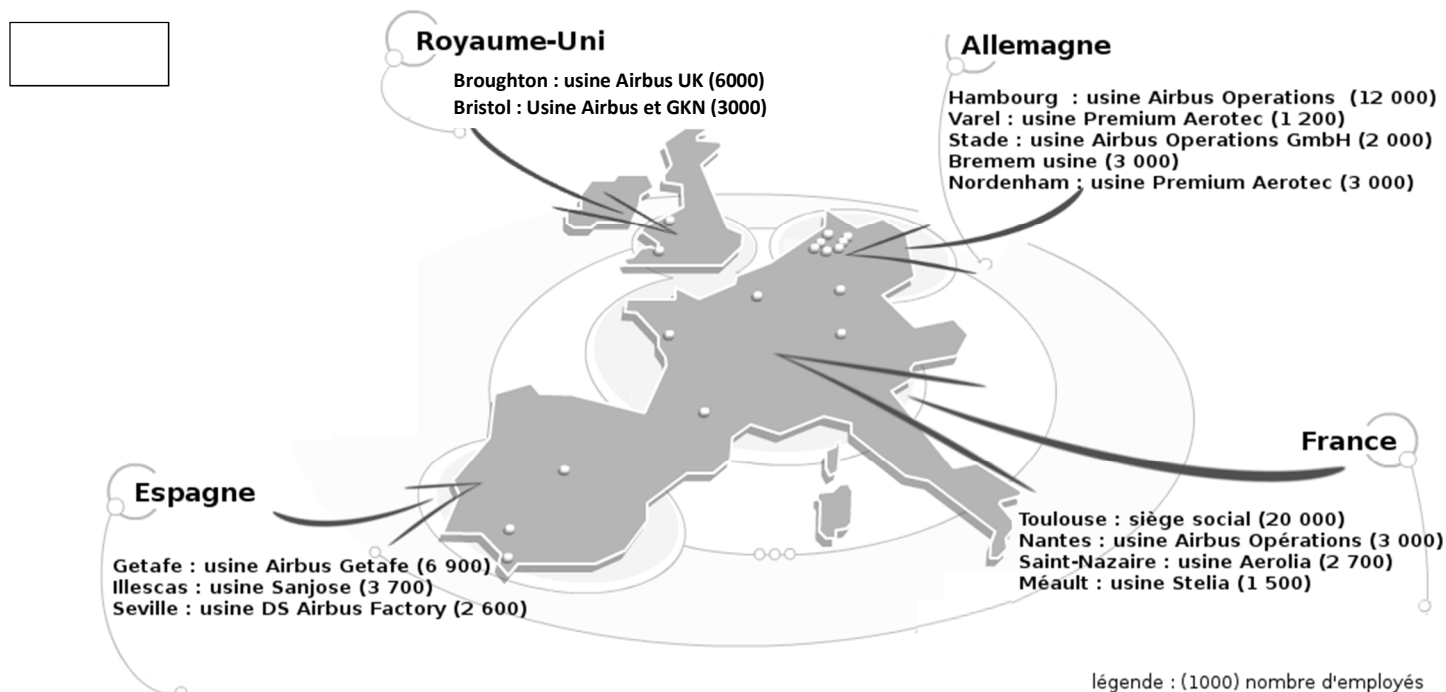 Royaume-Uni
Broughton : usine Airbus UK (6000)
Bristol : Usine Airbus et GKN (3000)
Allemagne
Hambourg : usine Airbus Operations (12 000)
Varel : usine Premium Aerotec (1 200)
Stade : usine Airbus Operations GmbH (2 000)
Bremem usine (3 000)
Nordenham : usine Premium Aerotec (3 000)
France
Toulouse : siège social (20 000)
Nantes : usine Airbus Opérations (3 000)
Saint-Nazaire : usine Aerolia (2 700)
Méault : usine Stelia (1 500)
Espagne
Getafe : usine Airbus Getafe (6 900)
Illescas : usine Sanjose (3 700)
Seville : usine DS Airbus Factory (2 600)
légende : (1000) nombre d'employés